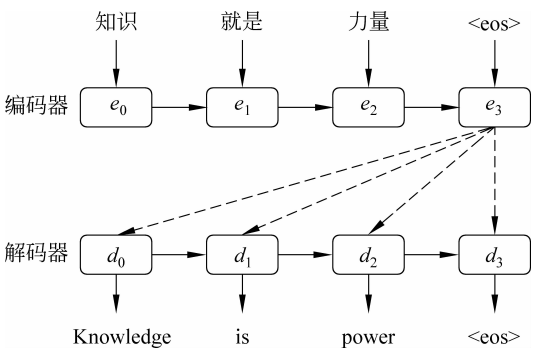 知识 就是 力量 <eos>
编码器 e0 e1 e2 e3
解码器 d0 d1 d2 d3
Knowledge is power <eos>